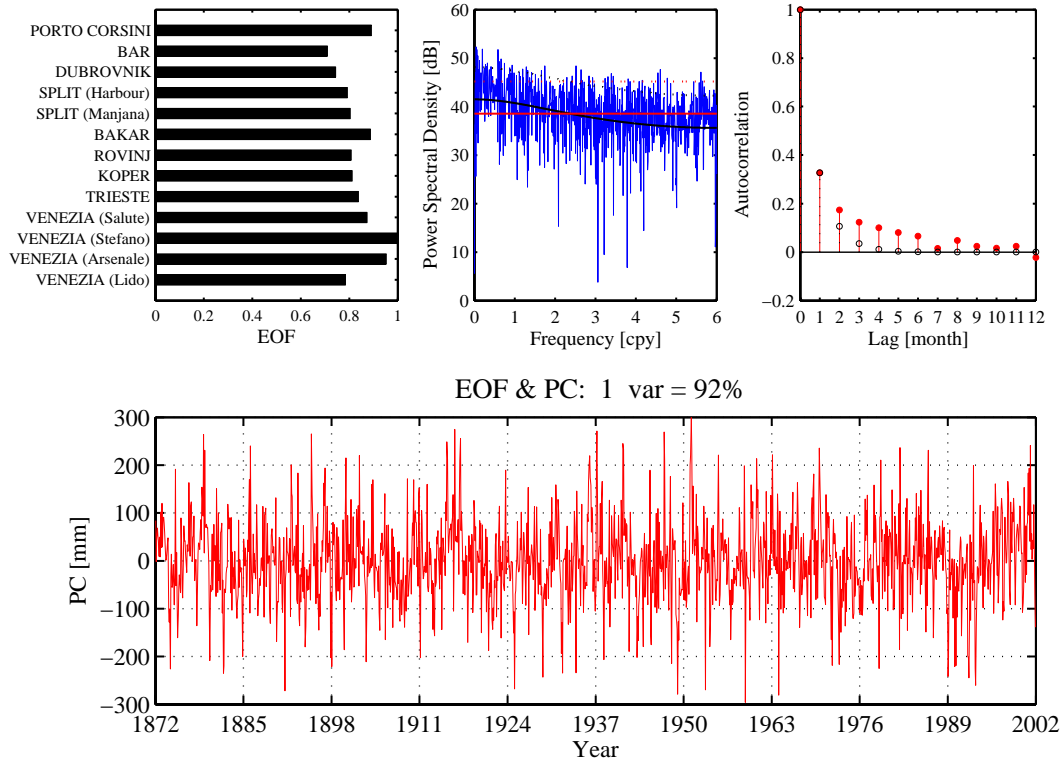 PORTO CORSINI
BAR
DUBROVNIK
SPLIT (Harbour)
SPLIT (Manjana)
BAKAR
ROVINJ
KOPER
TRIESTE
VENEZIA (Salute)
VENEZIA (Stefano)
VENEZIA (Arsenale)
VENEZIA (Lido)
0 0.2 0.4 0.6 0.8 1
EOF
60
50
40
30
20
10
0
Power Spectral Density [dB]
0 1 2 3 4 5 6
Frequency [cpy]
1
0.8
0.6
0.4
0.2
0
−0.2
Autocorrelation
0 1 2 3 4 5 6 7 8 9 10 11 12
Lag [month]
EOF & PC: 1 var = 92%
300
200
100
0
−100
−200
−300
PC [mm]
1872 1885 1898 1911 1924 1937 1950 1963 1976 1989 2002
Year